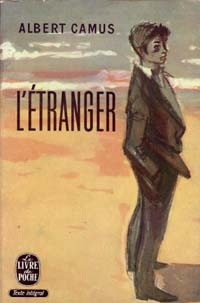 ALBERT CAMUS
L'ÉTRANGER
Le
LIVRE
de
POCHE
Texte intégral